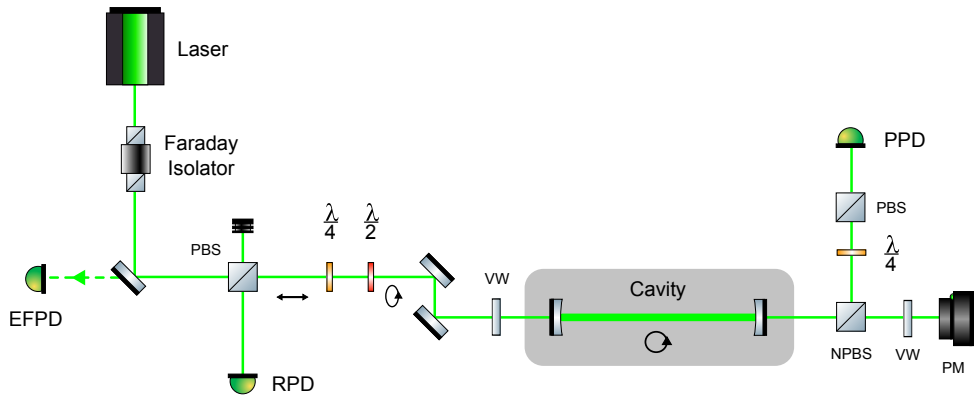 Laser
Faraday
Isolator
PPD
PBS
λ
4
λ
2
PBS
λ
4
EFPD
VW
Cavity
NPBS
VW
PM
RPD